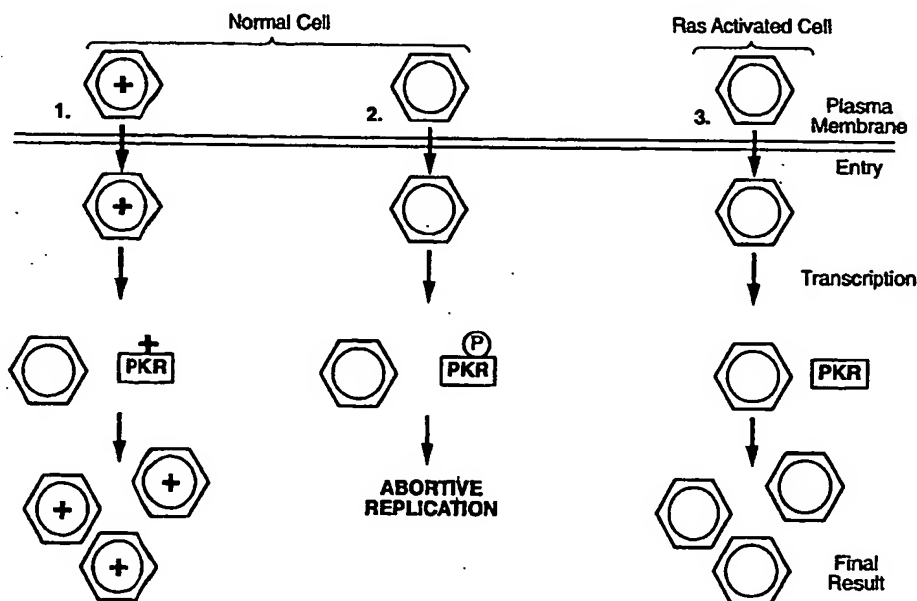 Normal Cell
Ras Activated Cell
+
1.
2.
3.
Plasma
Membrane
Entry
+
Transcription
+
P
PKR
PKR
PKR
+
+
+
ABORTIVE
REPLICATION
Final
Result